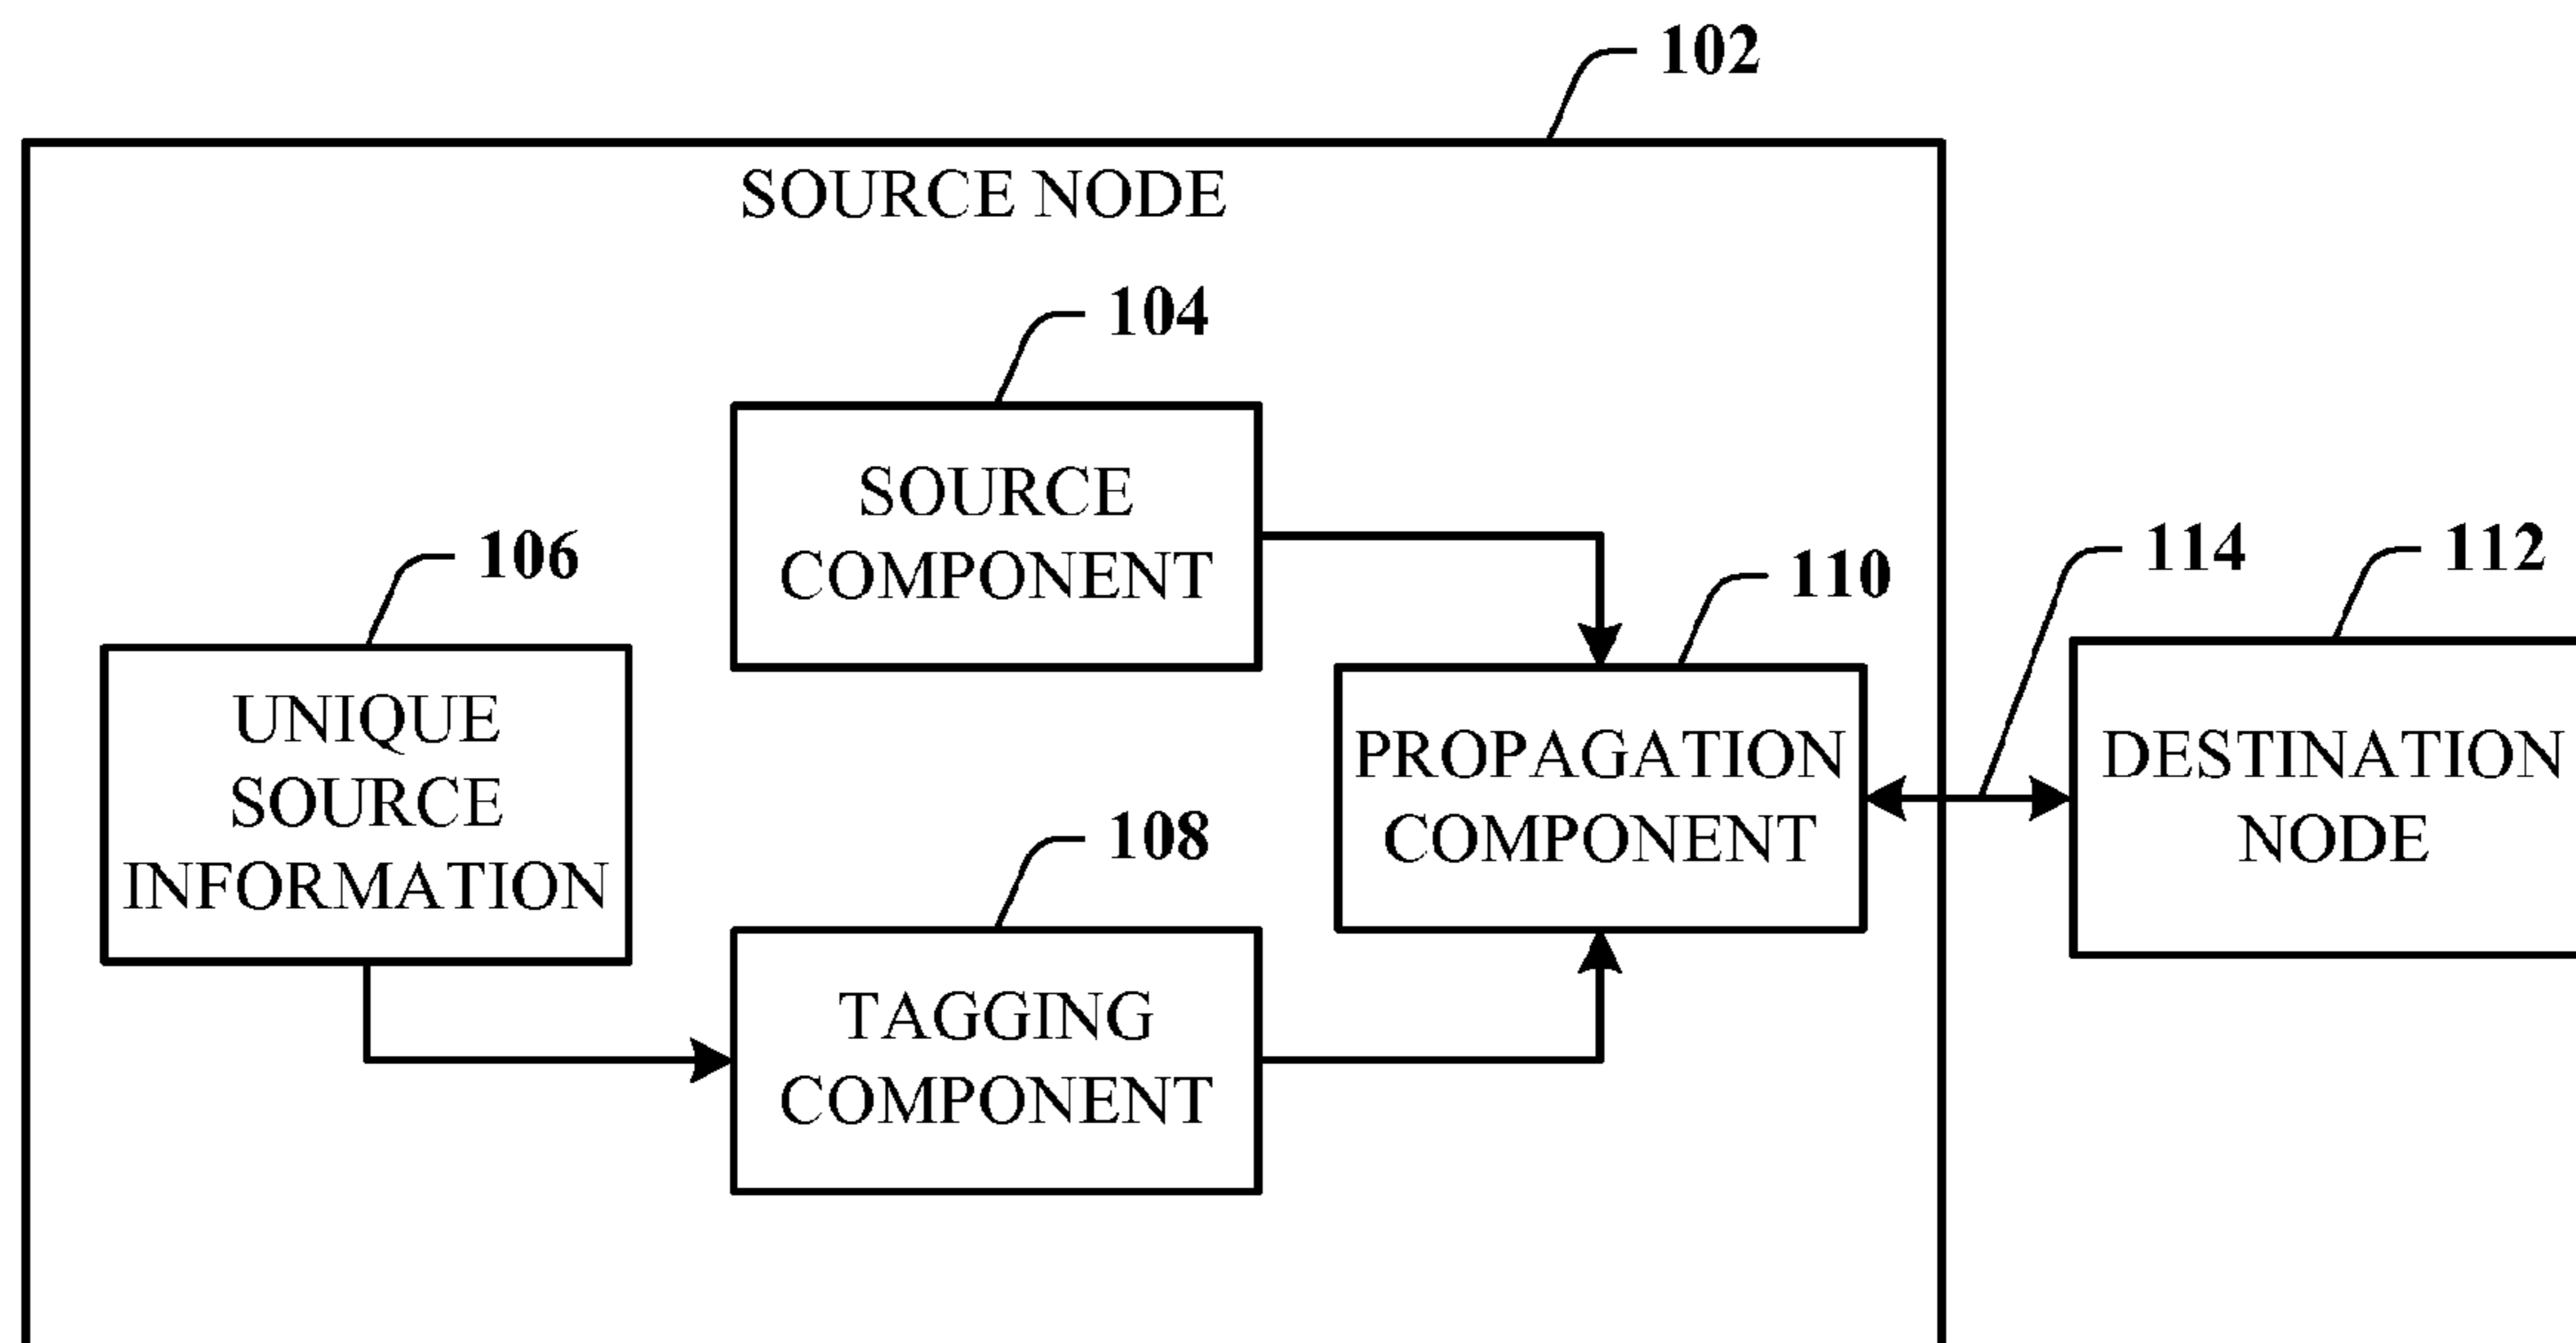 102
SOURCE NODE
104
SOURCE
COMPONENT
106
UNIQUE
SOURCE
INFORMATION
108
TAGGING
COMPONENT
110
PROPAGATION
COMPONENT
114
112
DESTINATION
NODE